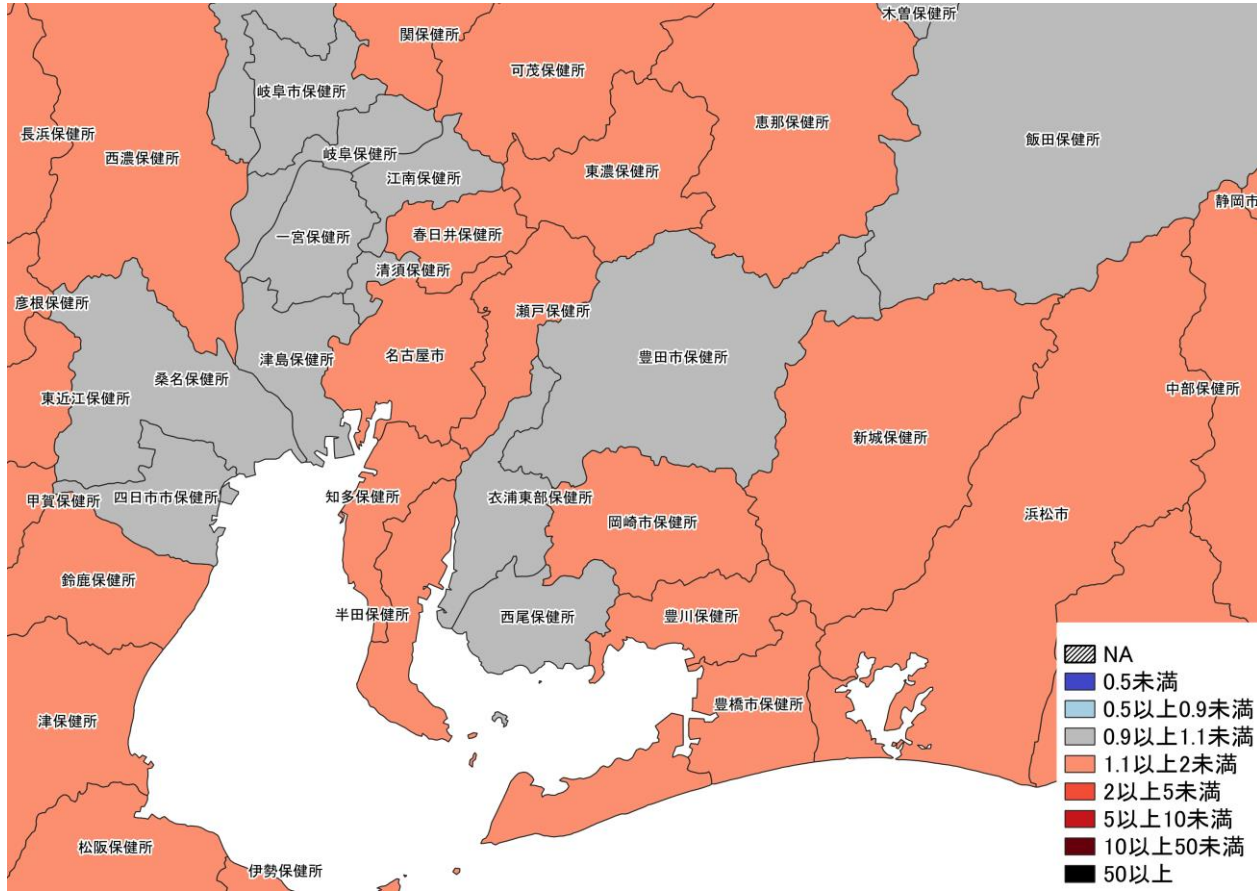 木曽保健所
関保健所
可茂保健所
岐阜市保健所
恵那保健所
長浜保健所
西濃保健所
岐阜保健所
飯田保健所
江南保健所
東濃保健所
静岡市
一宮保健所
春日井保健所
清須保健所
彦根保健所
瀬戸保健所
津島保健所
名古屋市
豊田市保健所
桑名保健所
東近江保健所
中部保健所
新城保健所
甲賀保健所
四日市市保健所
知多保健所
衣浦東部保健所
岡崎市保健所
浜松市
鈴鹿保健所
半田保健所
西尾保健所
豊川保健所
津保健所
豊橋市保健所
松阪保健所
伊勢保健所
NA
0.5未満
0.5以上0.9未満
0.9以上1.1未満
1.1以上2未満
2以上5未満
5以上10未満
10以上50未満
50以上